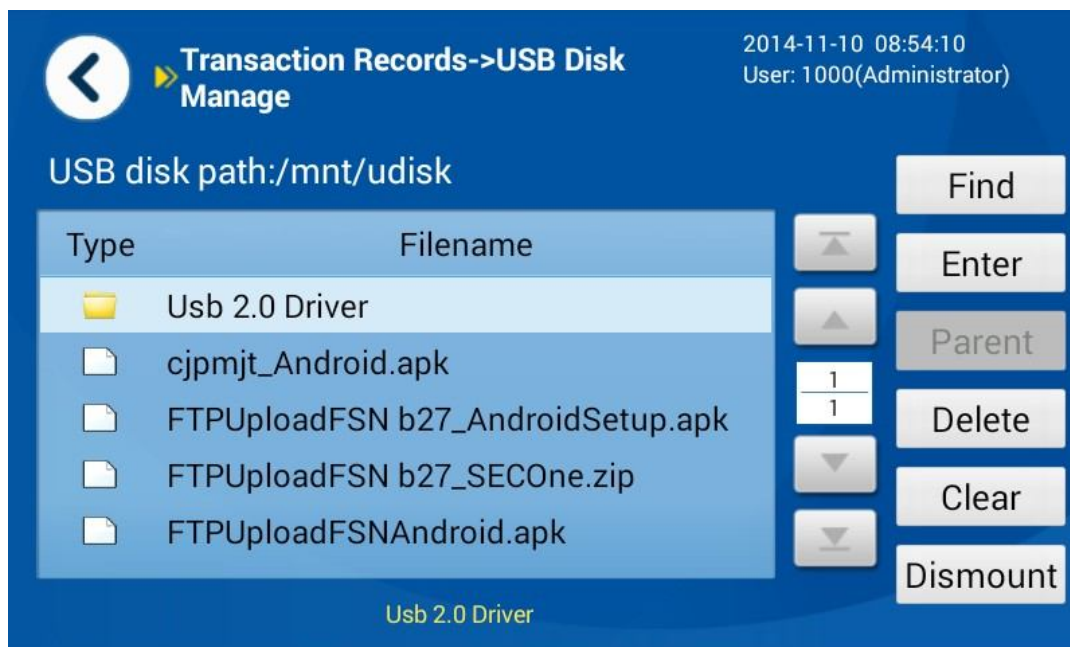 Transaction Records->USB Disk
Manage
2014-11-10 08:54:10
User: 1000(Administrator)
USB disk path:/mnt/udisk
Type Filename
Usb 2.0 Driver
cjpmjt_Android.apk
FTPUploadFSN b27_AndroidSetup.apk
FTPUploadFSN b27_SECOne.zip
FTPUploadFSNAndroid.apk
1
1
Find
Enter
Parent
Delete
Clear
Dismount
Usb 2.0 Driver